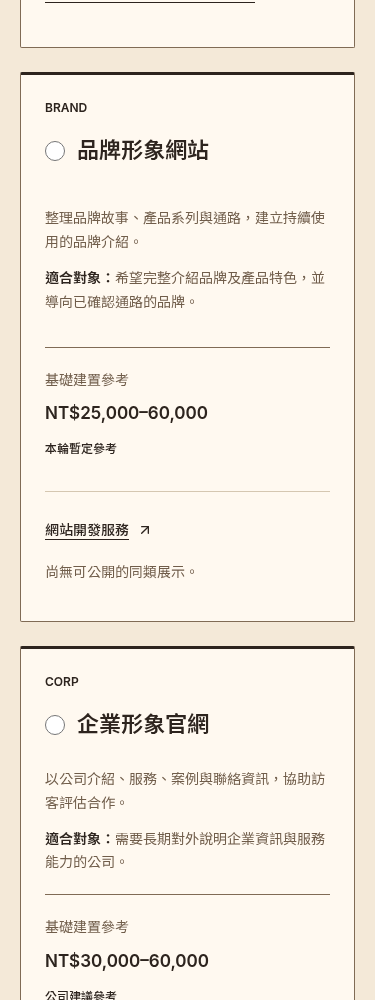 BRAND
品牌形象網站
整理品牌故事、產品系列與通路，建立持續使
用的品牌介紹。
適合對象：希望完整介紹品牌及產品特色，並
導向已確認通路的品牌。
基礎建置參考
NT$25,000–60,000
本輪暫定參考
網站開發服務
尚無可公開的同類展示。
CORP
企業形象官網
以公司介紹、服務、案例與聯絡資訊，協助訪
客評估合作。
適合對象：需要長期對外說明企業資訊與服務
能力的公司。
基礎建置參考
NT$30,000–60,000
公司建議參考